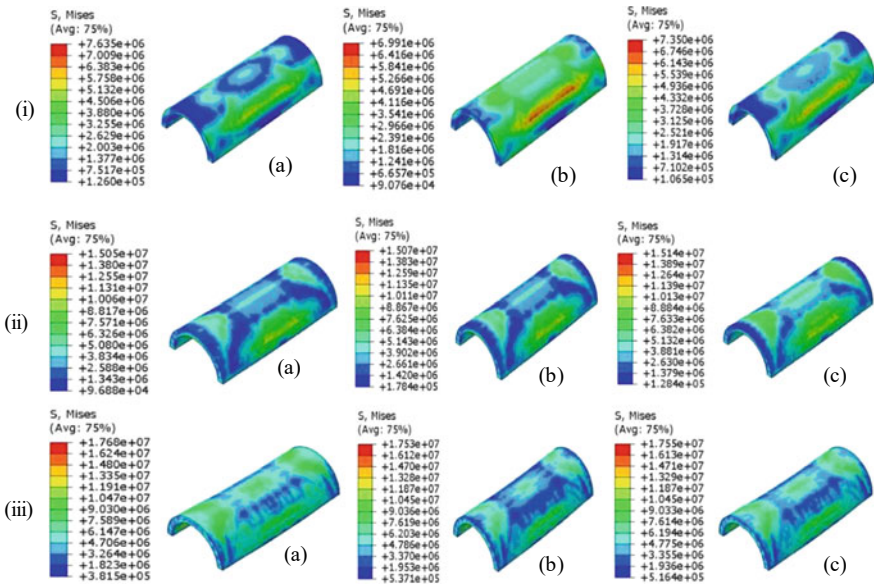 S, Mises
(Avg: 75%)
+7.635e+06
+7.009e+06
+6.383e+06
+5.758e+06
+5.132e+06
+4.506e+06
+3.880e+06
+3.255e+06
+2.629e+06
+2.003e+06
+1.377e+06
+7.517e+05
+1.260e+05
(a)
S, Mises
(Avg: 75%)
+6.991e+06
+6.416e+06
+5.841e+06
+5.266e+06
+4.691e+06
+4.116e+06
+3.541e+06
+2.966e+06
+2.391e+06
+1.816e+06
+1.241e+06
+6.657e+05
+9.076e+04
(b)
S, Mises
(Avg: 75%)
+7.350e+06
+6.746e+06
+6.143e+06
+5.539e+06
+4.936e+06
+4.332e+06
+3.728e+06
+3.125e+06
+2.521e+06
+1.917e+06
+1.314e+06
+7.102e+05
+1.065e+05
(c)
(i)
S, Mises
(Avg: 75%)
+1.505e+07
+1.380e+07
+1.255e+07
+1.131e+07
+1.006e+07
+8.817e+06
+7.571e+06
+6.326e+06
+5.080e+06
+3.834e+06
+2.588e+06
+1.343e+06
+9.688e+04
(a)
S, Mises
(Avg: 75%)
+1.507e+07
+1.383e+07
+1.259e+07
+1.135e+07
+1.011e+07
+8.867e+06
+7.625e+06
+6.384e+06
+5.143e+06
+3.902e+06
+2.661e+06
+1.420e+06
+1.784e+05
(b)
S, Mises
(Avg: 75%)
+1.514e+07
+1.389e+07
+1.264e+07
+1.139e+07
+1.013e+07
+8.884e+06
+7.633e+06
+6.382e+06
+5.132e+06
+3.881e+06
+2.630e+06
+1.379e+06
+1.284e+05
(c)
(ii)
S, Mises
(Avg: 75%)
+1.768e+07
+1.624e+07
+1.480e+07
+1.335e+07
+1.191e+07
+1.047e+07
+9.030e+06
+7.589e+06
+6.147e+06
+4.706e+06
+3.264e+06
+1.823e+06
+3.815e+05
(a)
S, Mises
(Avg: 75%)
+1.753e+07
+1.612e+07
+1.470e+07
+1.328e+07
+1.187e+07
+1.045e+07
+9.036e+06
+7.619e+06
+6.203e+06
+4.786e+06
+3.370e+06
+1.953e+06
+5.371e+05
(b)
S, Mises
(Avg: 75%)
+1.755e+07
+1.613e+07
+1.471e+07
+1.329e+07
+1.187e+07
+1.045e+07
+9.033e+06
+7.614e+06
+6.194e+06
+4.775e+06
+3.355e+06
+1.936e+06
+5.164e+05
(c)
(iii)